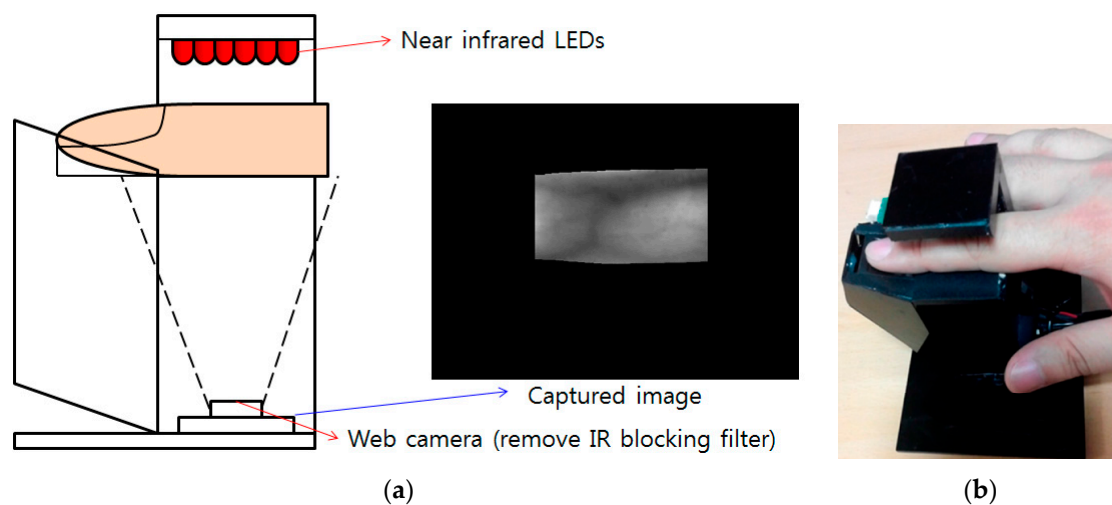 Near infrared LEDs
Captured image
Web camera (remove IR blocking filter)
(a)
(b)